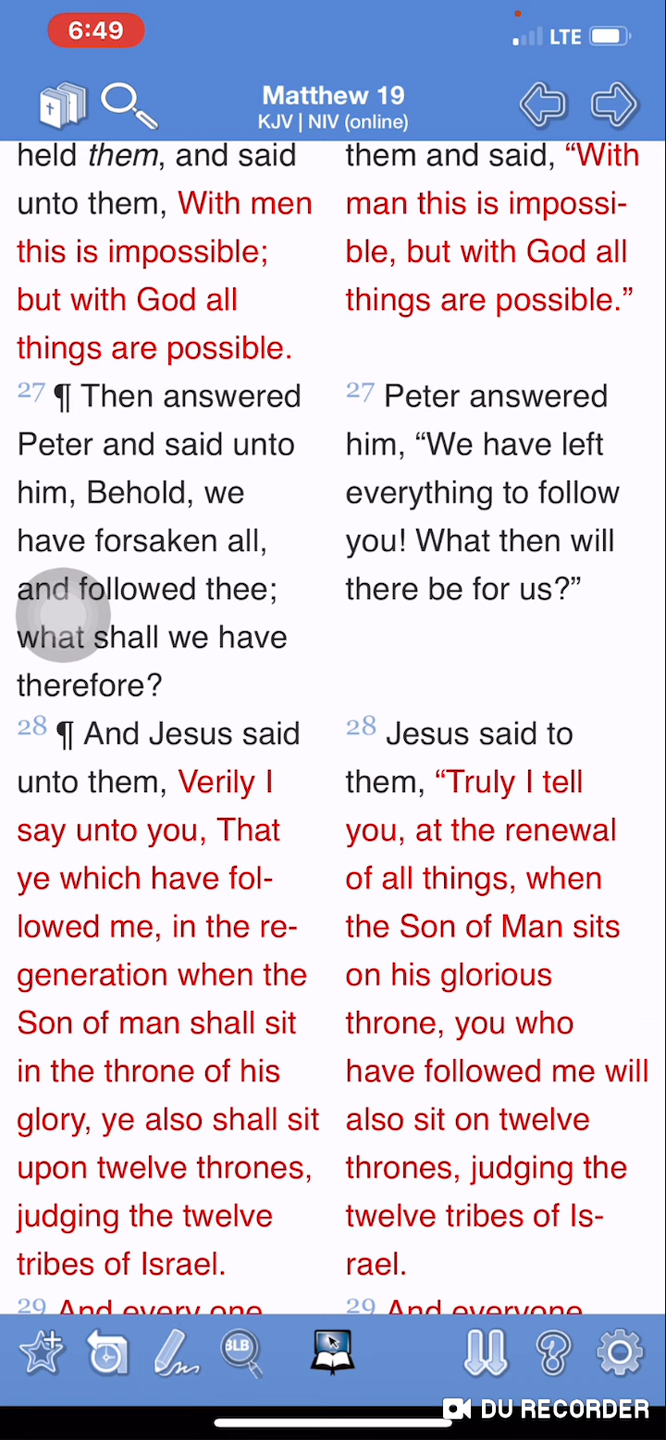 6:49
LTE
Matthew 19
KJV | NIV (online)
held them, and said
unto them, With men
this is impossible;
but with God all
things are possible.
27 ¶ Then answered
Peter and said unto
him, Behold, we
have forsaken all,
and followed thee;
what shall we have
therefore?
28 ¶ And Jesus said
unto them, Verily I
say unto you, That
ye which have fol-
lowed me, in the re-
generation when the
Son of man shall sit
in the throne of his
glory, ye also shall sit
upon twelve thrones,
judging the twelve
tribes of Israel.
29 And every one
them and said, “With
man this is impossi-
ble, but with God all
things are possible.”
27 Peter answered
him, “We have left
everything to follow
you! What then will
there be for us?”
28 Jesus said to
them, “Truly I tell
you, at the renewal
of all things, when
the Son of Man sits
on his glorious
throne, you who
have followed me will
also sit on twelve
thrones, judging the
twelve tribes of Is-
rael.
29 And everyone
BLB
DU RECORDER